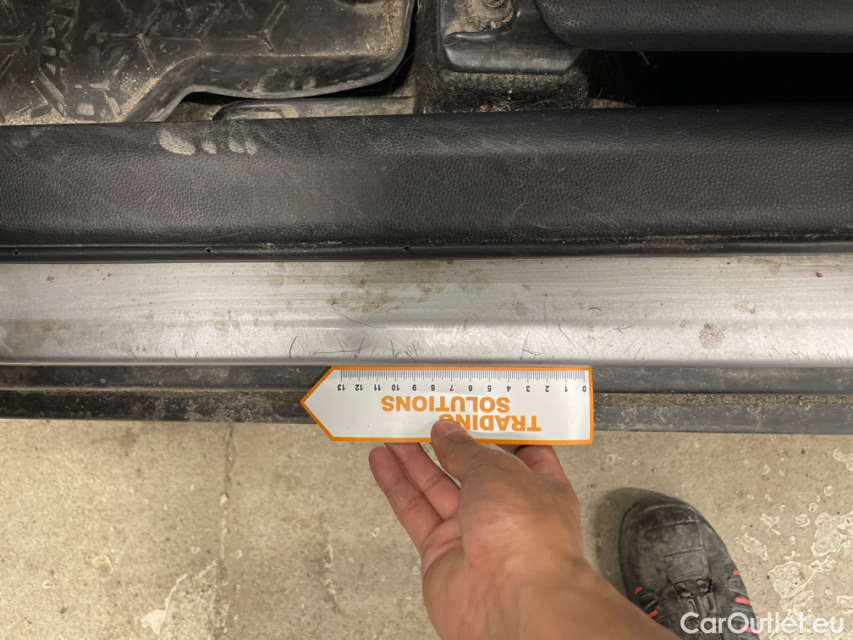 13 12 11 10 9 8 7 6 5 4 3 2 1 0
TRADING
SOLUTIONS
CarOutlet.eu